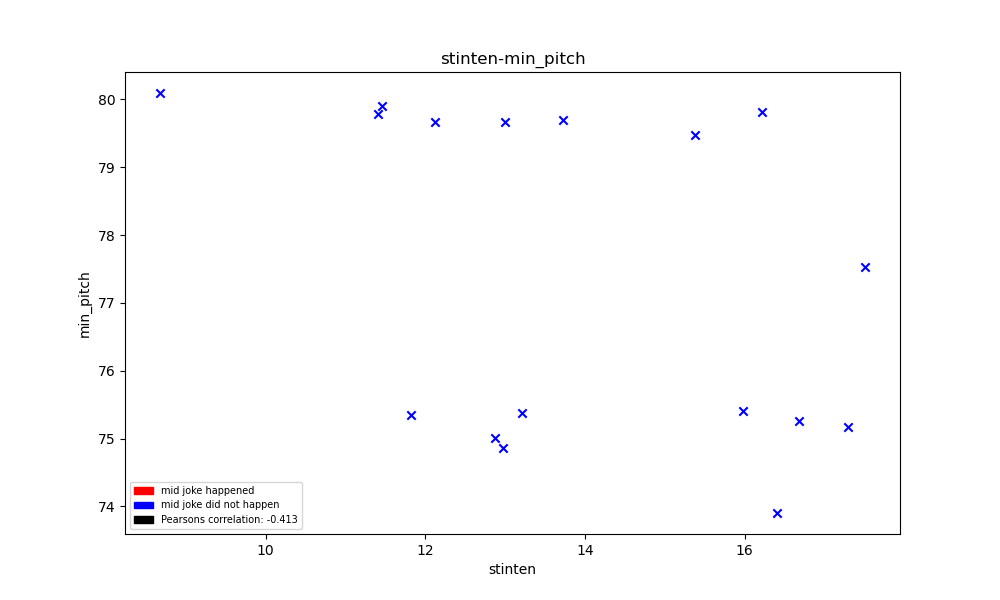 stinten-min_pitch
80
79
78
77
76
75
74
min_pitch
mid joke happened
mid joke did not happen
Pearsons correlation: -0.413
10
12
14
16
stinten